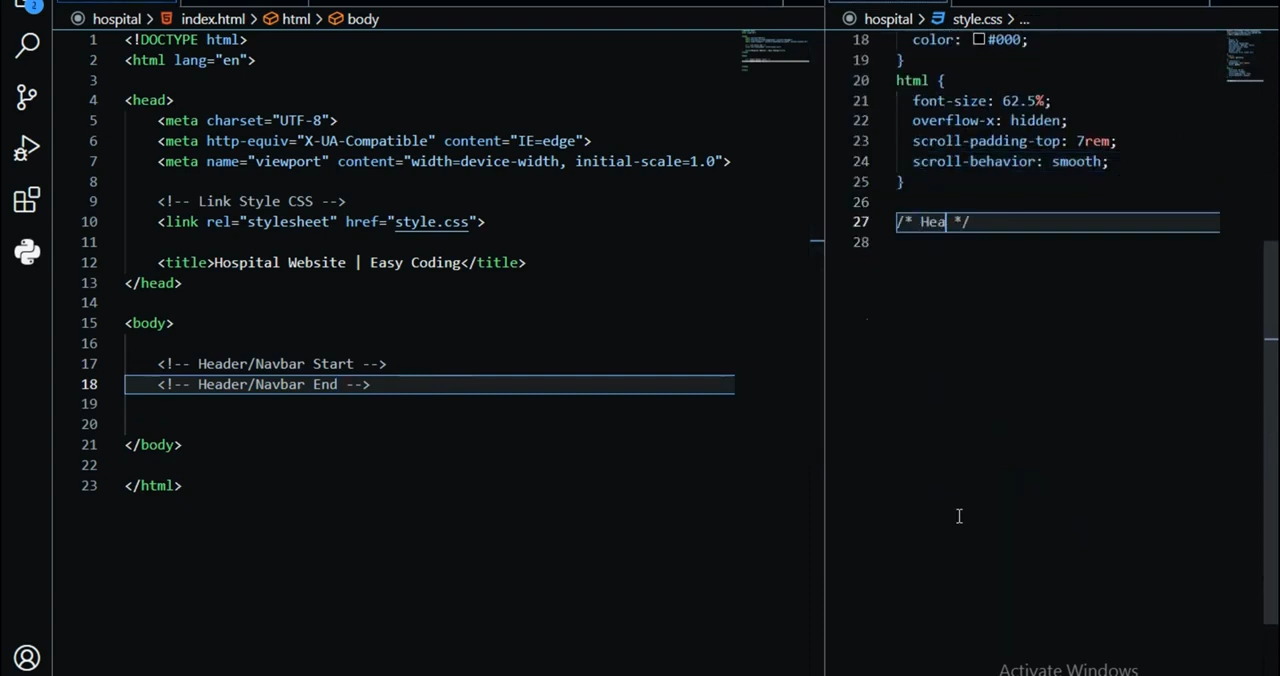 2
hospital > index.html > html > body
1 <!DOCTYPE html>
2 <html lang="en">
3
4 <head>
5 <meta charset="UTF-8">
6 <meta http-equiv="X-UA-Compatible" content="IE=edge">
7 <meta name="viewport" content="width=device-width, initial-scale=1.0">
8
9 <!-- Link Style CSS -->
10 <link rel="stylesheet" href="style.css">
11
12 <title>Hospital Website | Easy Coding</title>
13 </head>
14
15 <body>
16
17 <!-- Header/Navbar Start -->
18 <!-- Header/Navbar End -->
19
20
21 </body>
22
23 </html>
hospital > style.css > ...
18 color: #000;
19 }
20 html {
21 font-size: 62.5%;
22 overflow-x: hidden;
23 scroll-padding-top: 7rem;
24 scroll-behavior: smooth;
25 }
26
27 /* Hea */
28
Activate Windows